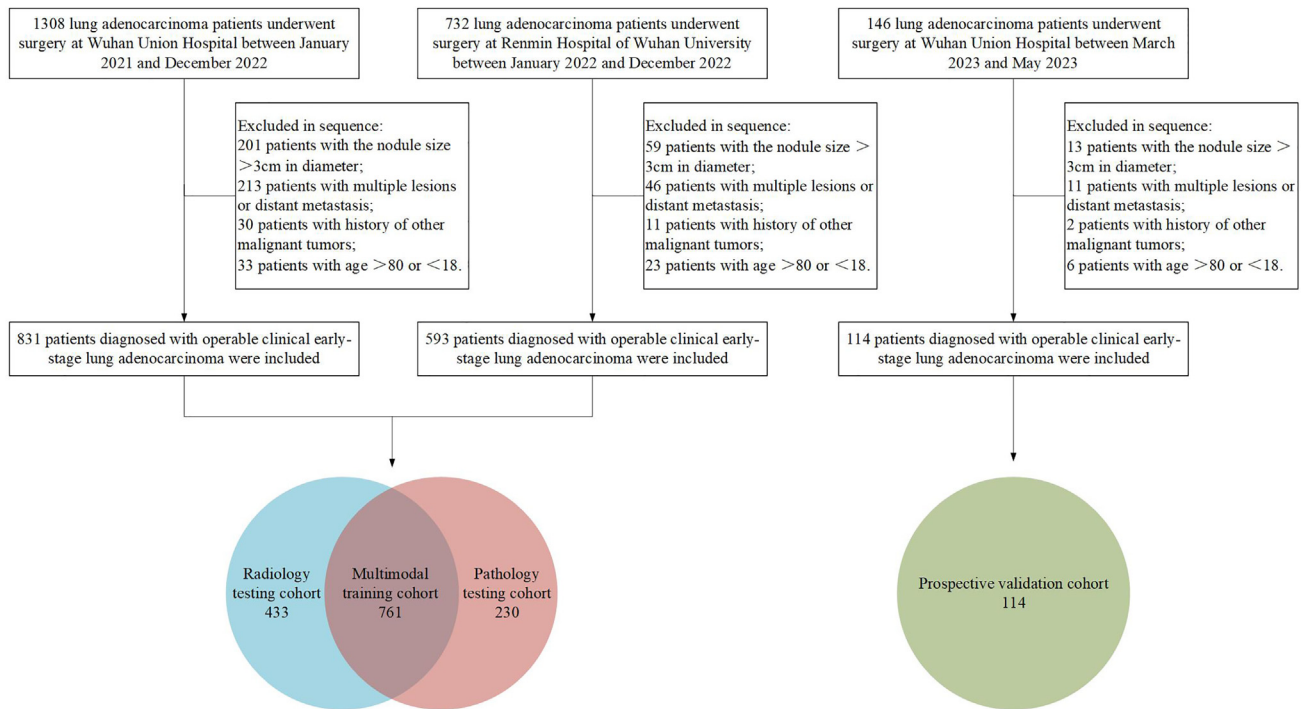 1308 lung adenocarcinoma patients underwent
surgery at Wuhan Union Hospital between January
2021 and December 2022
732 lung adenocarcinoma patients underwent
surgery at Renmin Hospital of Wuhan University
between January 2022 and December 2022
146 lung adenocarcinoma patients underwent
surgery at Wuhan Union Hospital between March
2023 and May 2023
Excluded in sequence:
201 patients with the nodule size
>3cm in diameter;
213 patients with multiple lesions
or distant metastasis;
30 patients with history of other
malignant tumors;
33 patients with age >80 or <18.
Excluded in sequence:
59 patients with the nodule size >
3cm in diameter;
46 patients with multiple lesions or
distant metastasis;
11 patients with history of other
malignant tumors;
23 patients with age >80 or <18.
Excluded in sequence:
13 patients with the nodule size >
3cm in diameter;
11 patients with multiple lesions or
distant metastasis;
2 patients with history of other
malignant tumors;
6 patients with age >80 or <18.
831 patients diagnosed with operable clinical early-
stage lung adenocarcinoma were included
593 patients diagnosed with operable clinical early-
stage lung adenocarcinoma were included
114 patients diagnosed with operable clinical early-
stage lung adenocarcinoma were included
Radiology
testing cohort
433
Multimodal
training cohort
761
Pathology
testing cohort
230
Prospective validation cohort
114